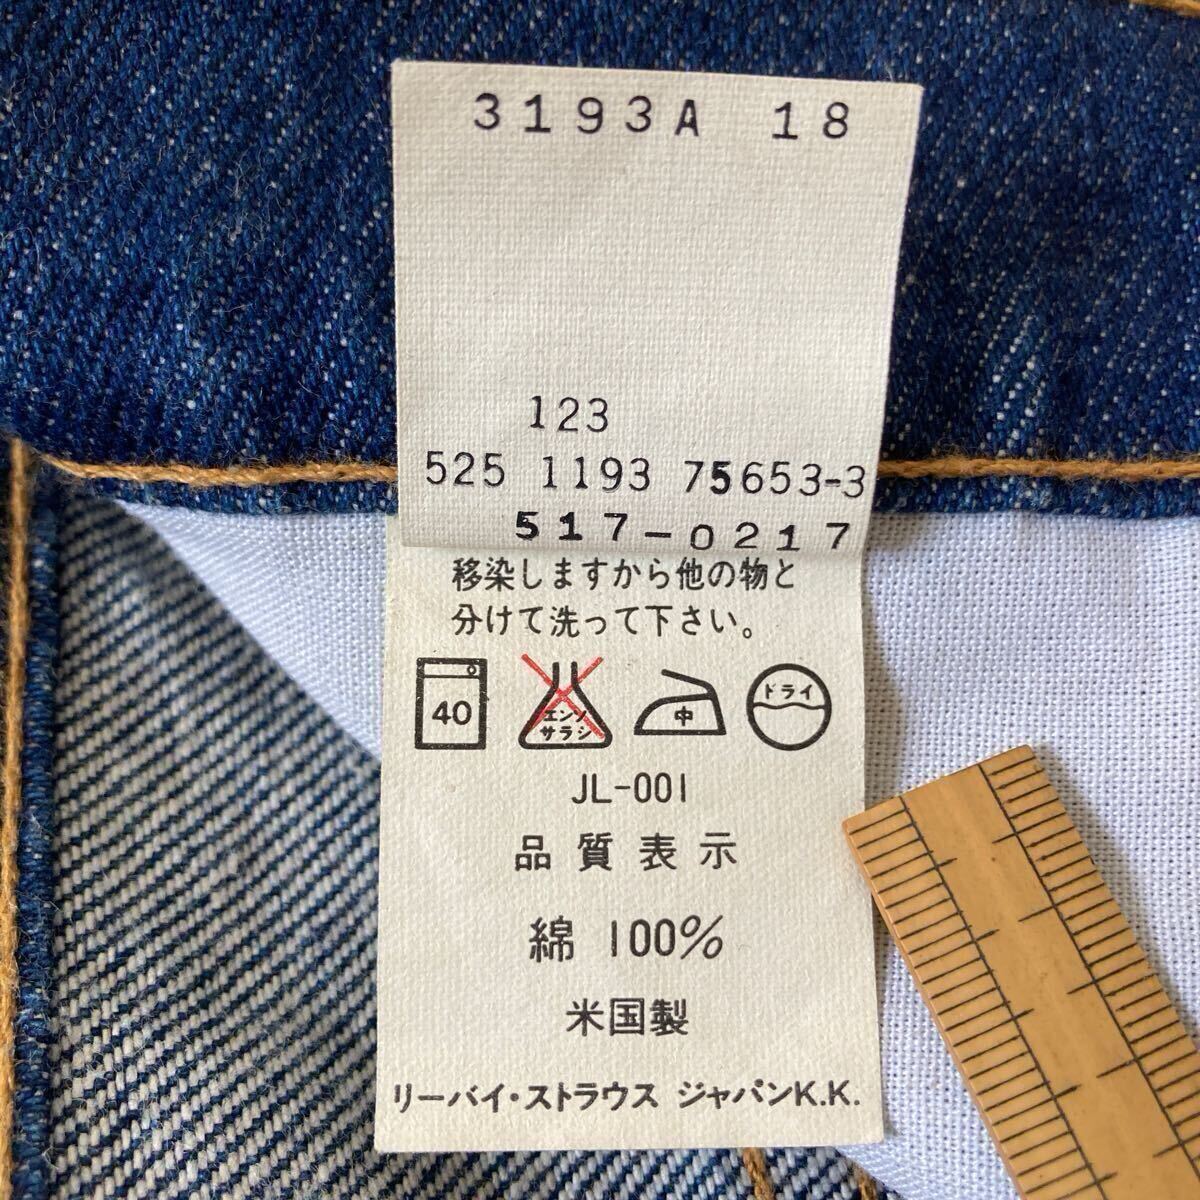 3193A 18
123
525 1193 75653-3
517-0217
移染しますから他の物と
分けて洗って下さい。
40
エンソ
サラシ
中
ドライ
JL-001
品質表示
綿 100%
米国製
リーバイ・ストラウス ジャパンK.K.